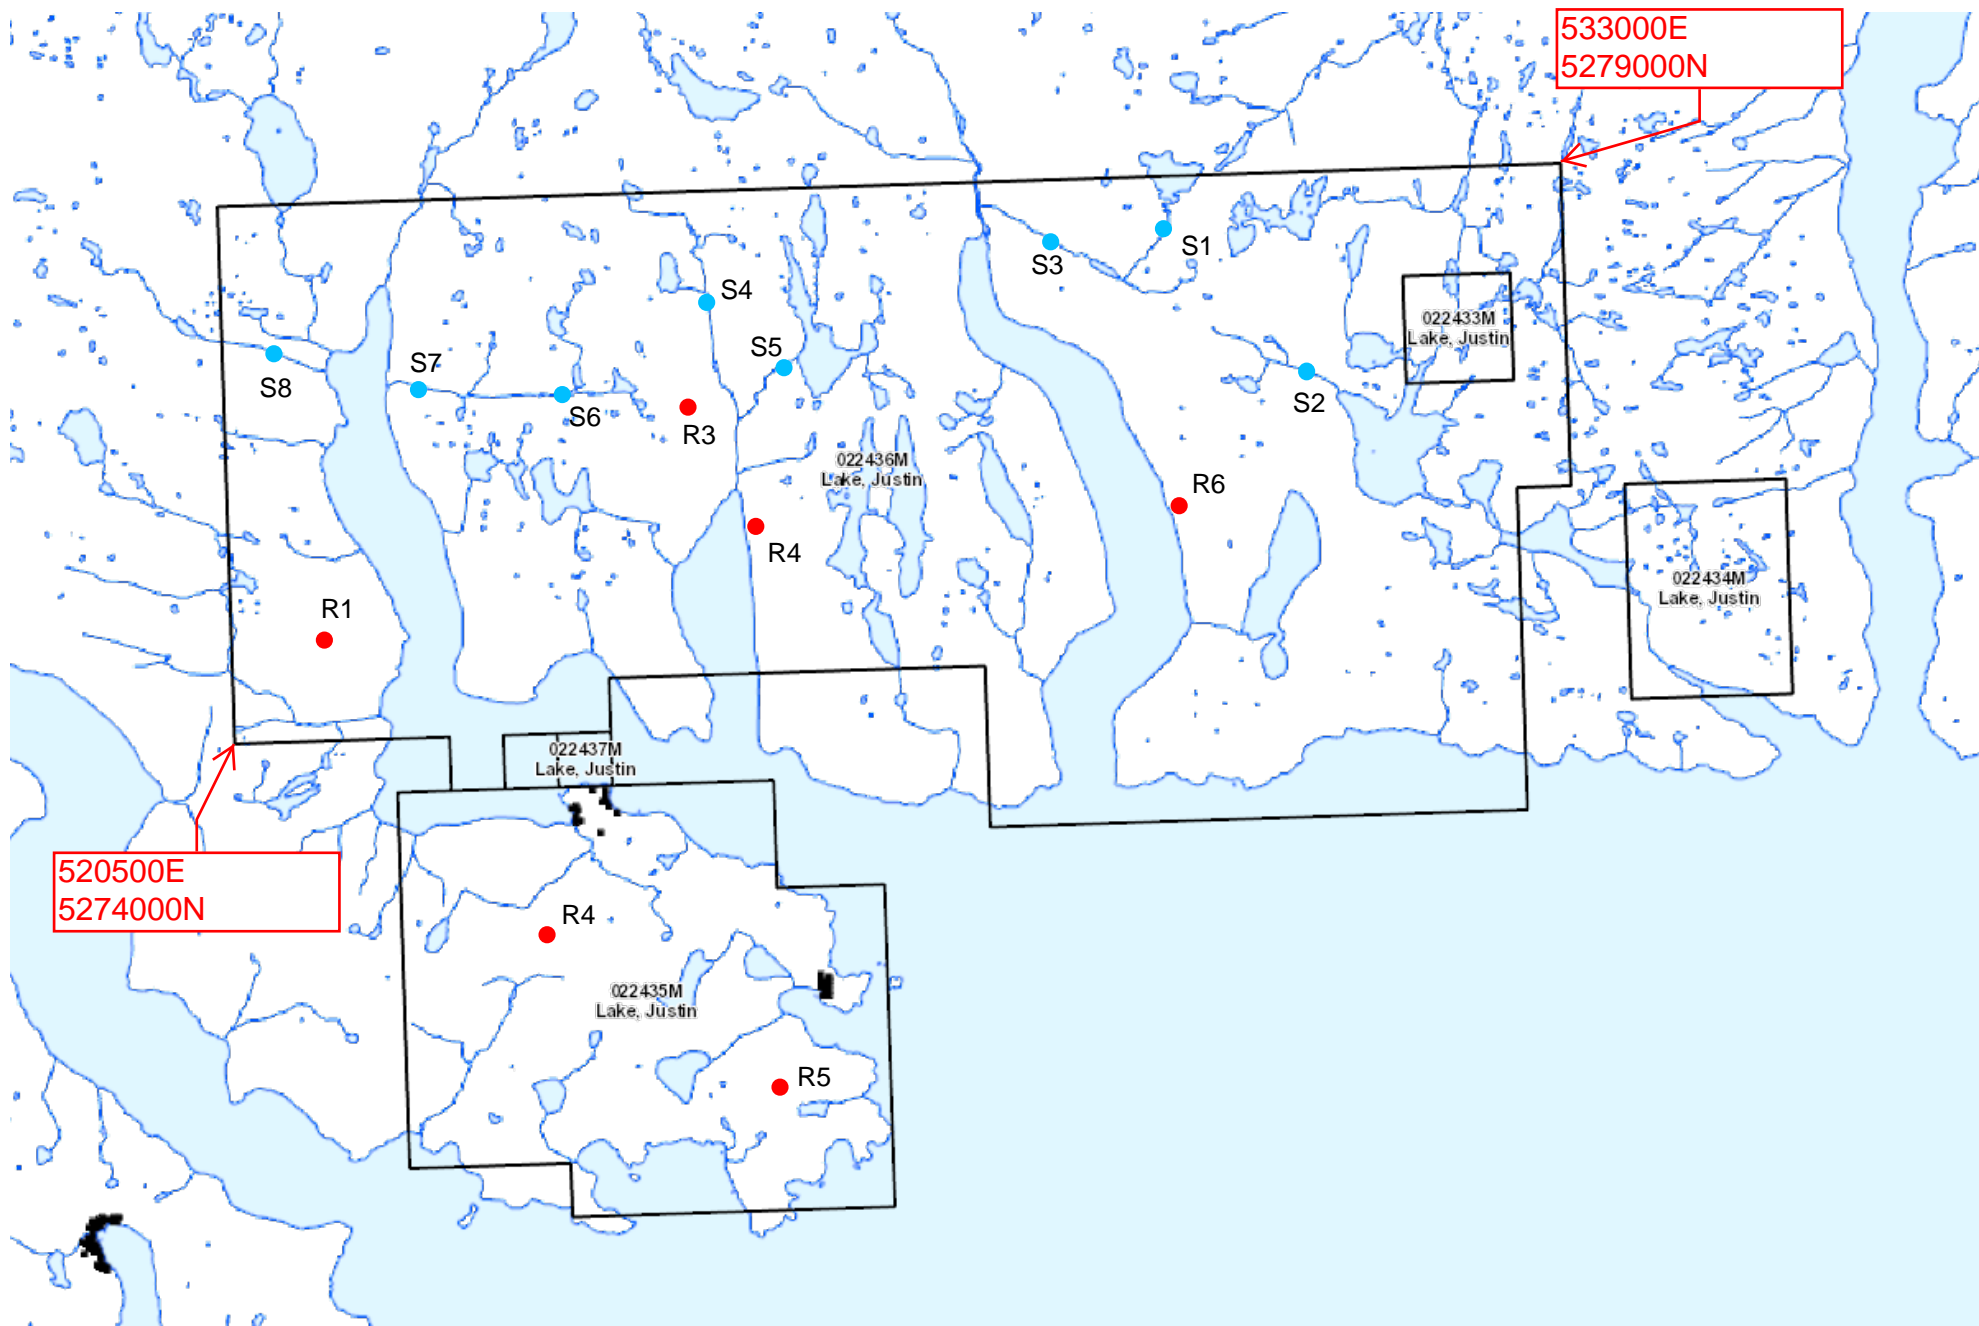 533000E
5279000N
S1
S3
S4
022433M
Lake, Justin
S5
S7
S8
S2
S6
R3
022436M
Lake, Justin
R6
R4
022434M
Lake, Justin
R1
022437M
Lake, Justin
520500E
5274000N
R4
022435M
Lake, Justin
R5